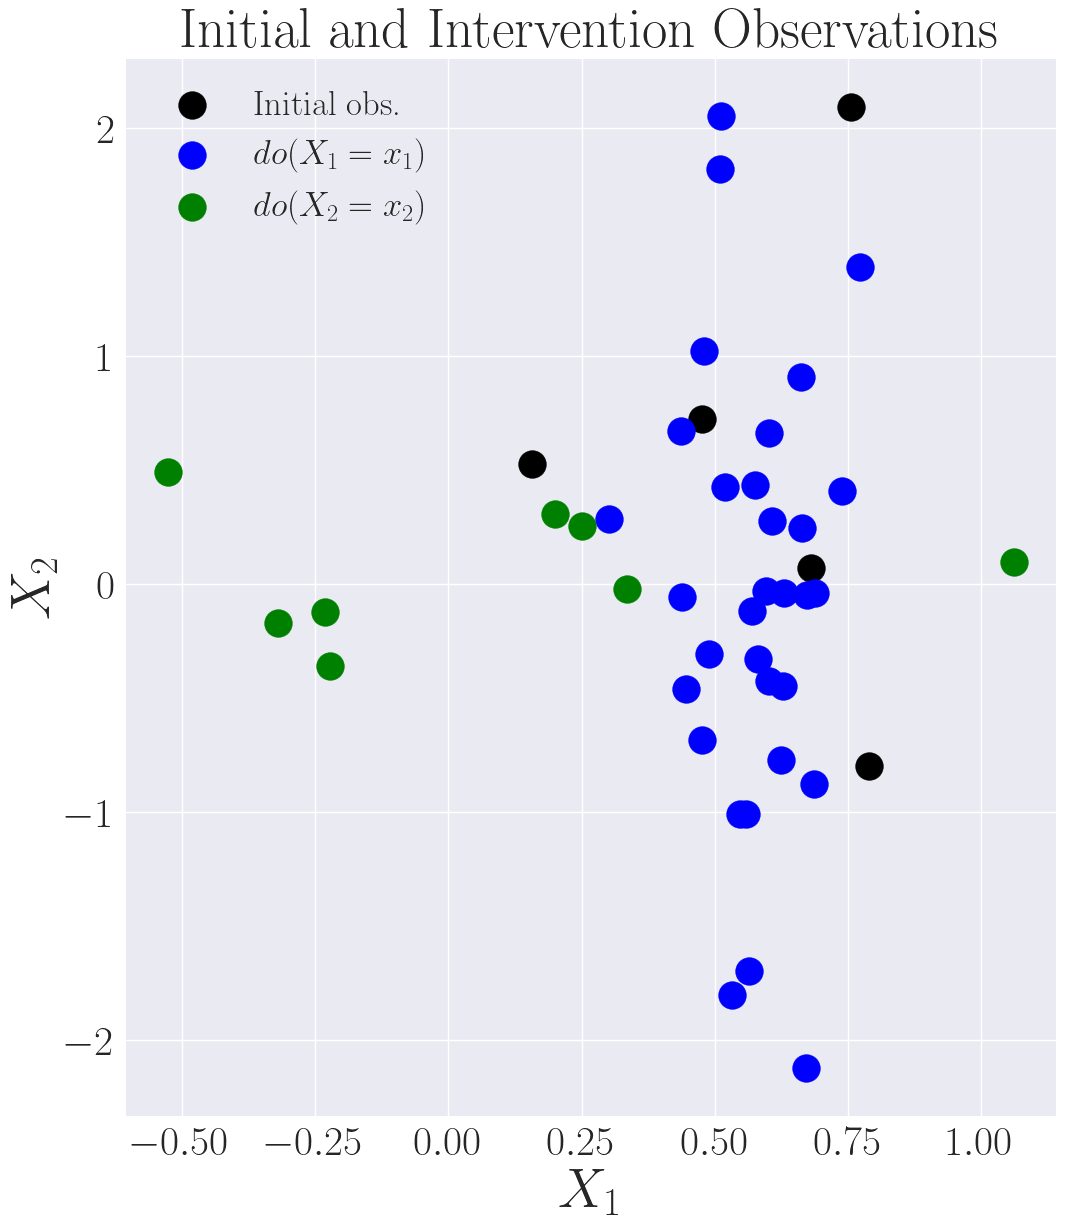 Initial and Intervention Observations
Initial obs.
do(X₁ = x₁)
do(X₂ = x₂)
X₂
2
1
0
−1
−2
−0.50 −0.25 0.00 0.25 0.50 0.75 1.00
X₁